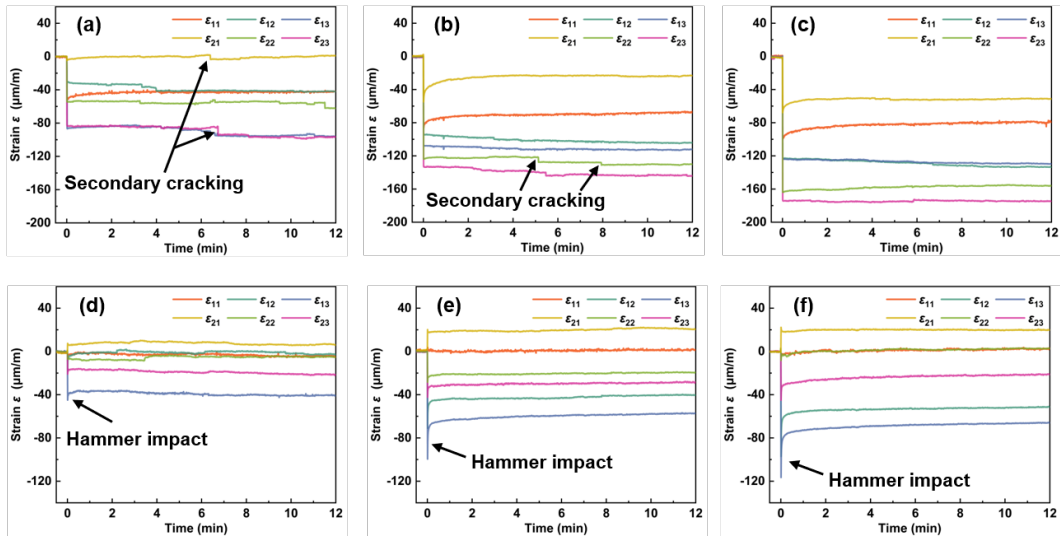 (a) ε11 ε12 ε13
ε21 ε22 ε23
Strain ε (μm/m)
40
0
-40
-80
-120
-160
-200
Secondary cracking
0 2 4 6 8 10 12
Time (min)
(b) ε11 ε12 ε13
ε21 ε22 ε23
Strain ε (μm/m)
40
0
-40
-80
-120
-160
-200
Secondary cracking
0 2 4 6 8 10 12
Time (min)
(c) ε11 ε12 ε13
ε21 ε22 ε23
Strain ε (μm/m)
40
0
-40
-80
-120
-160
-200
0 2 4 6 8 10 12
Time (min)
(d) ε11 ε12 ε13
ε21 ε22 ε23
Strain ε (μm/m)
40
0
-40
-80
-120
Hammer impact
0 2 4 6 8 10 12
Time (min)
(e) ε11 ε12 ε13
ε21 ε22 ε23
Strain ε (μm/m)
40
0
-40
-80
-120
Hammer impact
0 2 4 6 8 10 12
Time (min)
(f) ε11 ε12 ε13
ε21 ε22 ε23
Strain ε (μm/m)
40
0
-40
-80
-120
Hammer impact
0 2 4 6 8 10 12
Time (min)